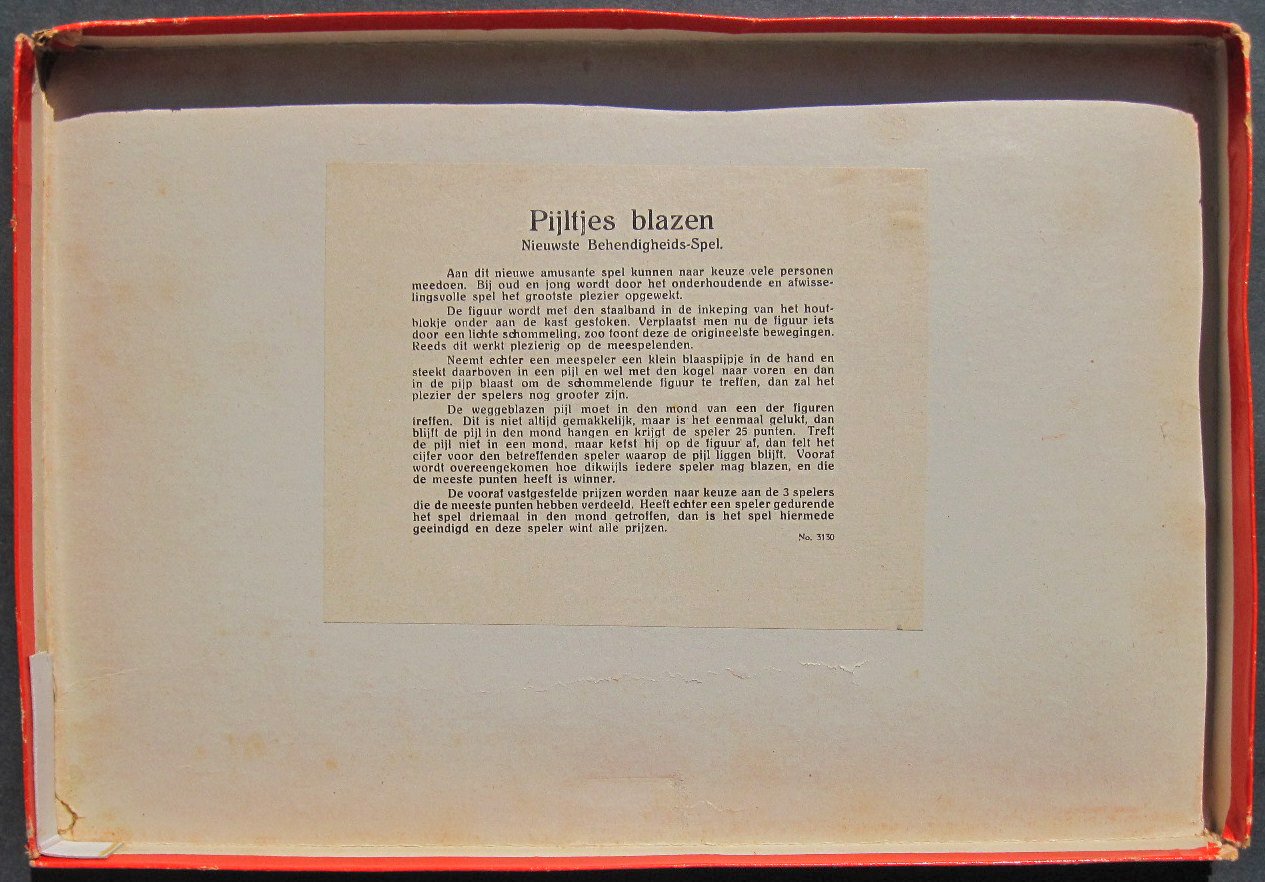 Pijltjes blazen
Nieuwste Behendigheids-Spel.
Aan dit nieuwe amusante spel kunnen naar keuze vele personen
meedoen. Bij oud en jong wordt door het onderhoudende en afwisse-
lingsvolle spel het grootste plezier opgewekt.
De figuur wordt met den staalband in de inkeping van het hout-
blokje onder aan de kast gestoken. Verplaatst men nu de figuur iets
door een lichte schommeling, zoo toont deze de origineelste bewegingen.
Reeds dit werkt plezierig op de meespelenden.
Neemt echter een meespeler een klein blaaspijpje in de hand en
steekt daarboven in een pijl en wel met den kogel naar voren en dan
in de pijp blaast om de schommelende figuur te treffen, dan zal het
plezier der spelers nog grooter zijn.
De weggeblazen pijl moet in den mond van een der figuren
treffen. Dit is niet altijd gemakkelijk, maar is het eenmaal gelukt, dan
blijft de pijl in den mond hangen en krijgt de speler 25 punten. Treft
de pijl niet in een mond, maar ketst hij op de figuur af, dan telt het
cijfer voor den betreffenden speler waarop de pijl liggen blijft. Vooraf
wordt overeengekomen hoe dikwijls iedere speler mag blazen, en die
de meeste punten heeft is winner.
De vooraf vastgestelde prijzen worden naar keuze aan de 3 spelers
die de meeste punten hebben verdeeld. Heeft echter een speler gedurende
het spel driemaal in den mond getroffen, dan is het spel hiermede
geeindigd en deze speler wint alle prijzen.
No. 3130